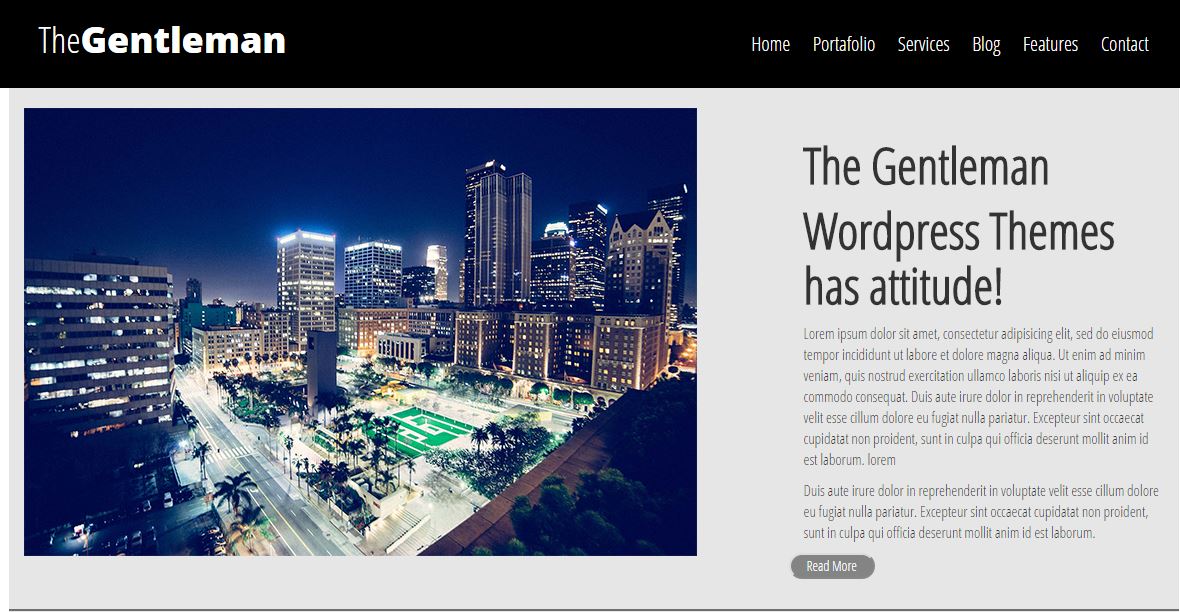 TheGentleman
Home Portafolio Services Blog Features Contact
The Gentleman
Wordpress Themes
has attitude!
Lorem ipsum dolor sit amet, consectetur adipisicing elit, sed do eiusmod
tempor incididunt ut labore et dolore magna aliqua. Ut enim ad minim
veniam, quis nostrud exercitation ullamco laboris nisi ut aliquip ex ea
commodo consequat. Duis aute irure dolor in reprehenderit in voluptate
velit esse cillum dolore eu fugiat nulla pariatur. Excepteur sint occaecat
cupidatat non proident, sunt in culpa qui officia deserunt mollit anim id
est laborum. lorem
Duis aute irure dolor in reprehenderit in voluptate velit esse cillum dolore
eu fugiat nulla pariatur. Excepteur sint occaecat cupidatat non proident,
sunt in culpa qui officia deserunt mollit anim id est laborum.
Read More